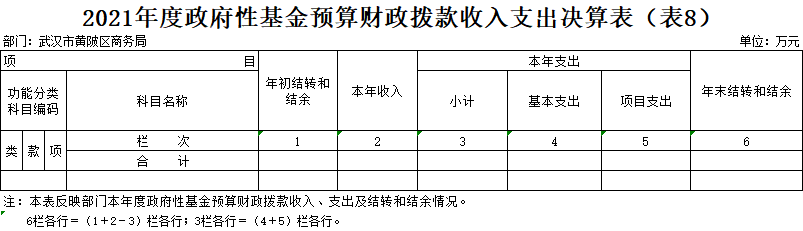 2021年度政府性基金预算财政拨款收入支出决算表（表8）
部门：武汉市黄陂区商务局 单位：万元
项 目 年初结转和结余 本年收入 本年支出 年末结转和结余
功能分类科目编码 科目名称 小计 基本支出 项目支出
类 款 项 栏 次 1 2 3 4 5 6
合 计
注：本表反映部门本年度政府性基金预算财政拨款收入、支出及结转和结余情况。
6栏各行＝（1＋2－3）栏各行；3栏各行＝（4＋5）栏各行。